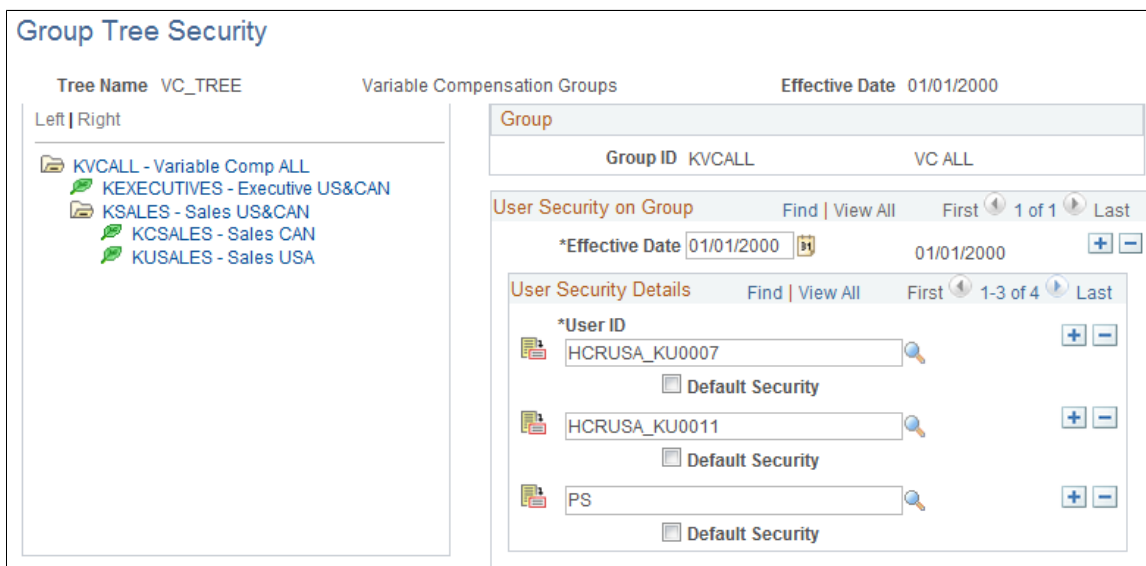 Group Tree Security
Tree Name VC_TREE Variable Compensation Groups Effective Date 01/01/2000
Left | Right
KVCALL - Variable Comp ALL
KEXECUTIVES - Executive US&CAN
KSALES - Sales US&CAN
KCSALES - Sales CAN
KUSALES - Sales USA
Group
Group ID KVCALL VC ALL
User Security on Group Find | View All First 1 of 1 Last
*Effective Date 01/01/2000 31 01/01/2000
User Security Details Find | View All First 1-3 of 4 Last
*User ID
HCRUSA_KU0007
Default Security
HCRUSA_KU0011
Default Security
PS
Default Security